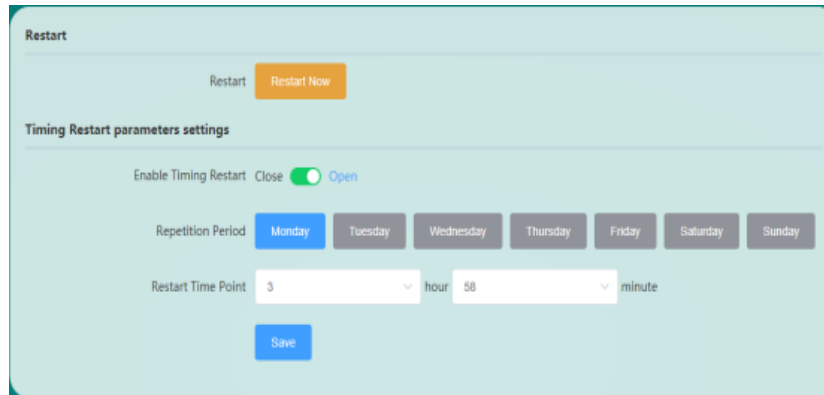 Restart
Restart Restart Now
Timing Restart parameters settings
Enable Timing Restart Close Open
Repetition Period Monday Tuesday Wednesday Thursday Friday Saturday Sunday
Restart Time Point 3 hour 58 minute
Save